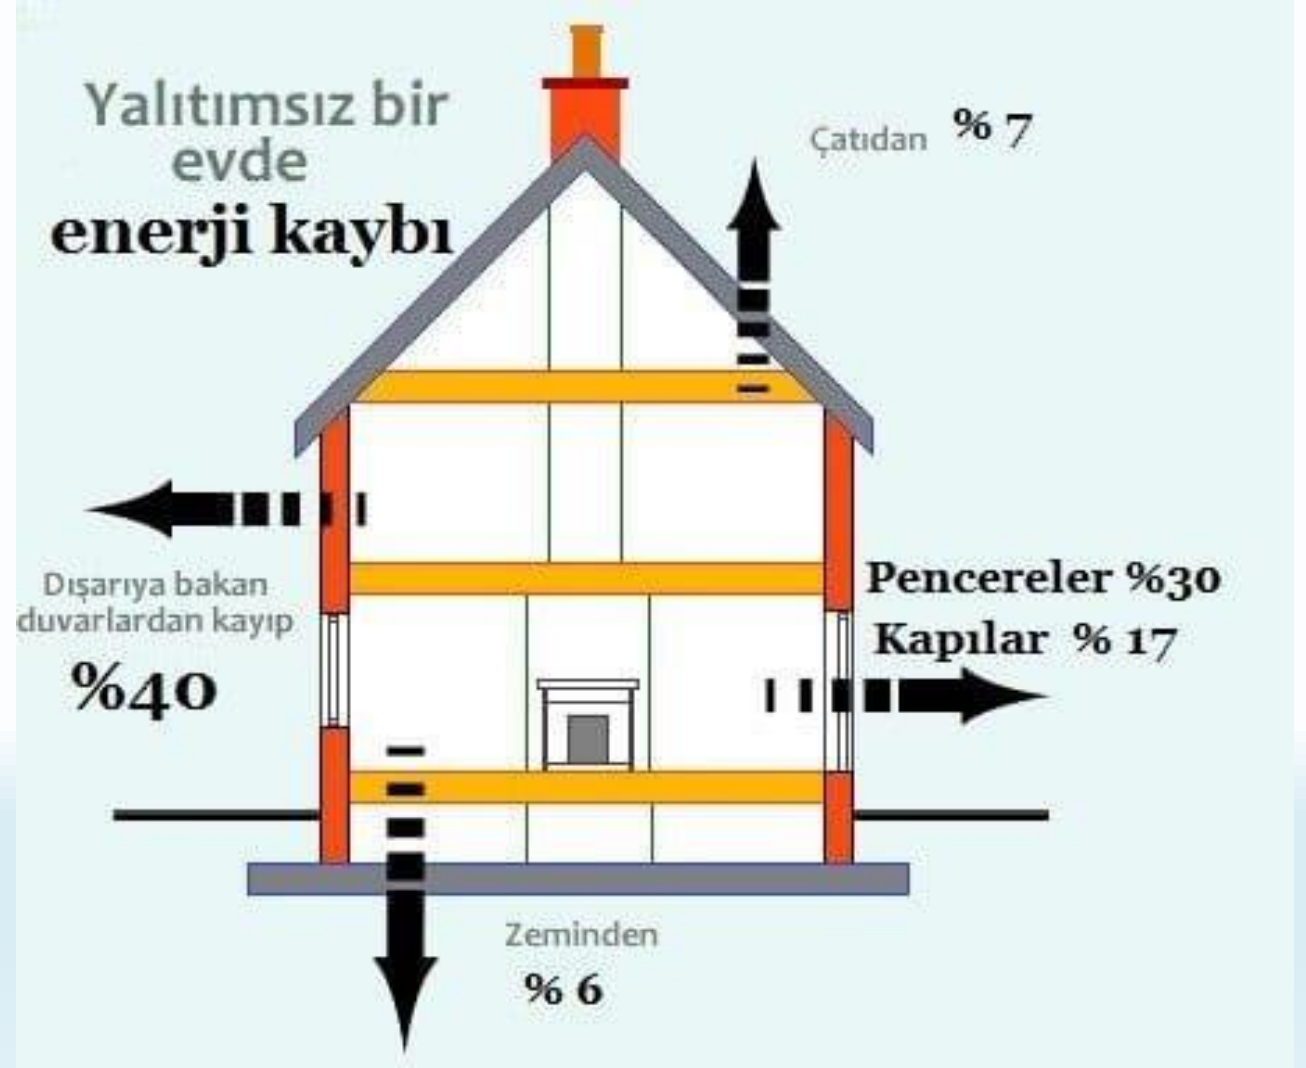 Yalıtımsız bir
evde
enerji kaybı
Çatıdan % 7
Dışarıya bakan
duvarlardan kayıp
%40
Pencereler %30
Kapılar % 17
Zeminden
% 6